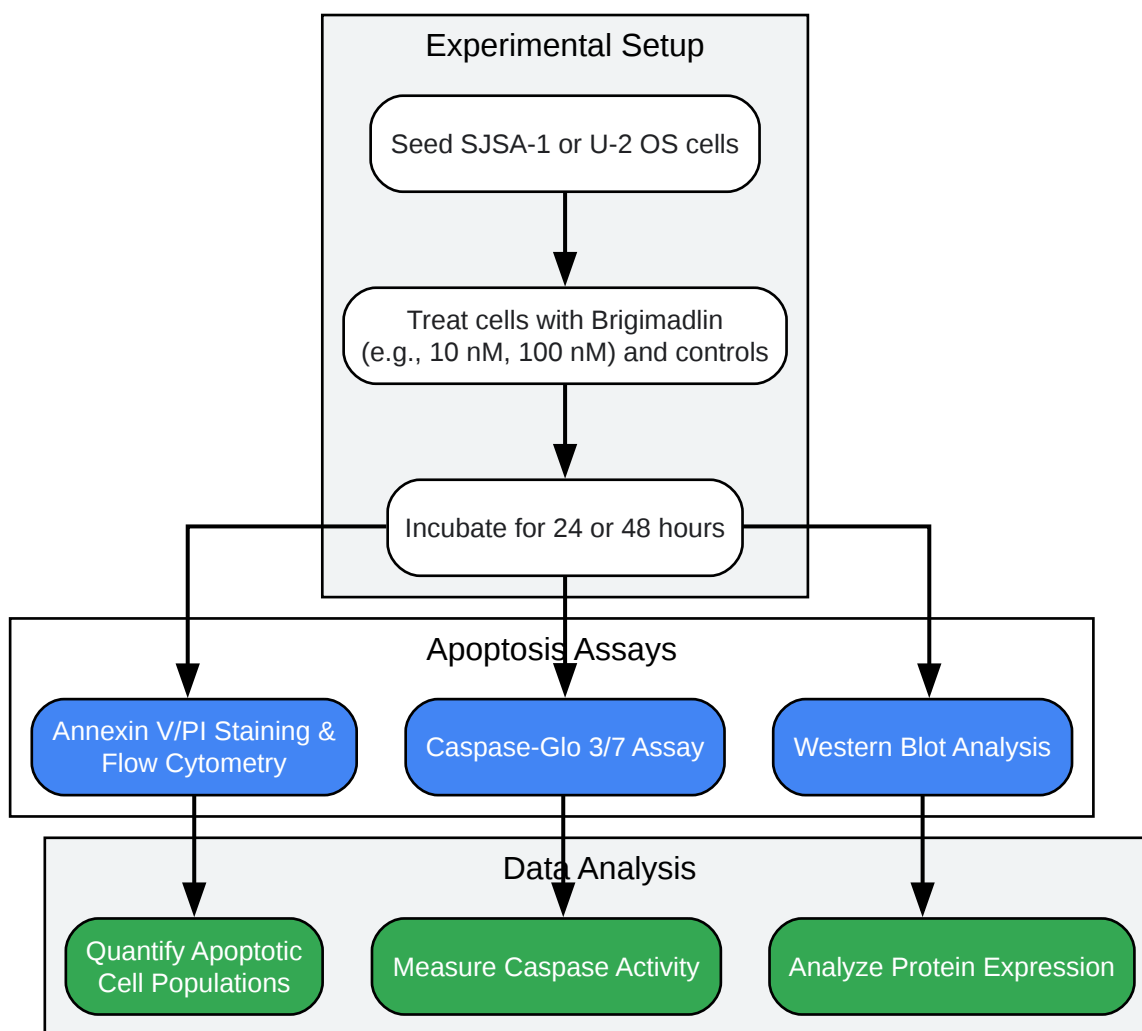 Experimental Setup
Seed SJSA-1 or U-2 OS cells
Treat cells with Brigimadlin
(e.g., 10 nM, 100 nM) and controls
Incubate for 24 or 48 hours
Apoptosis Assays
Annexin V/PI Staining &
Flow Cytometry
Caspase-Glo 3/7 Assay
Western Blot Analysis
Data Analysis
Quantify Apoptotic
Cell Populations
Measure Caspase Activity
Analyze Protein Expression